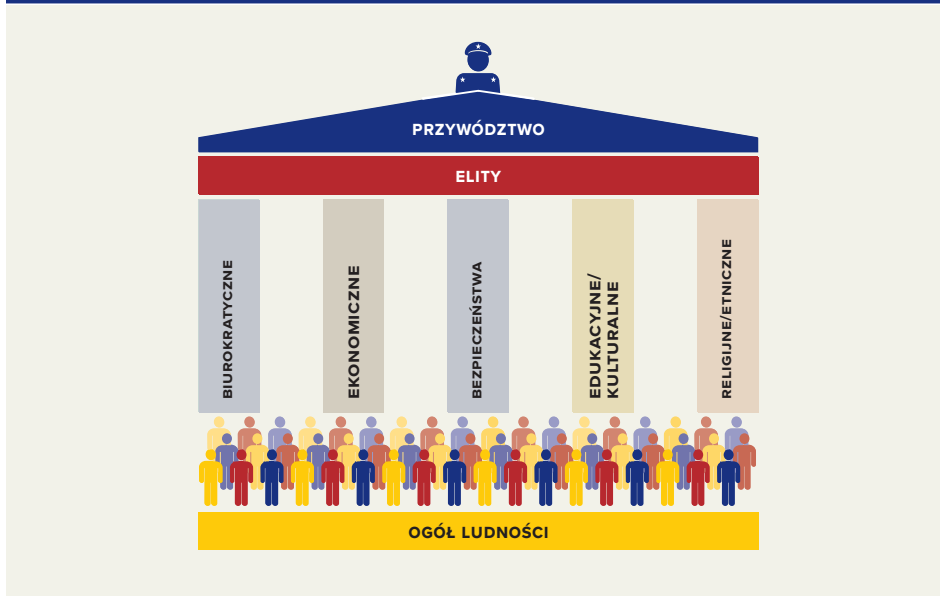 PRZYWÓDZTWO
ELITY
BIUROKRATYCZNE
EKONOMICZNE
BEZPIECZEŃSTWA
EDUKACYJNE/
KULTURALNE
RELIGIJNE/ETNICZNE
OGÓŁ LUDNOŚCI